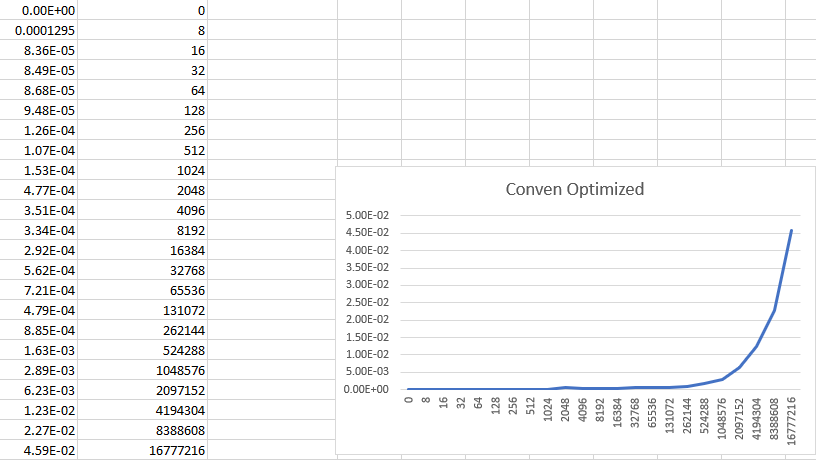 0.00E+00 0
0.0001295 8
8.36E-05 16
8.49E-05 32
8.68E-05 64
9.48E-05 128
1.26E-04 256
1.07E-04 512
1.53E-04 1024
4.77E-04 2048
3.51E-04 4096
3.34E-04 8192
2.92E-04 16384
5.62E-04 32768
7.21E-04 65536
4.79E-04 131072
8.85E-04 262144
1.63E-03 524288
2.89E-03 1048576
6.23E-03 2097152
1.23E-02 4194304
2.27E-02 8388608
4.59E-02 16777216
Conven Optimized
5.00E-02
4.50E-02
4.00E-02
3.50E-02
3.00E-02
2.50E-02
2.00E-02
1.50E-02
1.00E-02
5.00E-03
0.00E+00
0
8
16
32
64
128
256
512
1024
2048
4096
8192
16384
32768
65536
131072
262144
524288
1048576
2097152
4194304
8388608
16777216